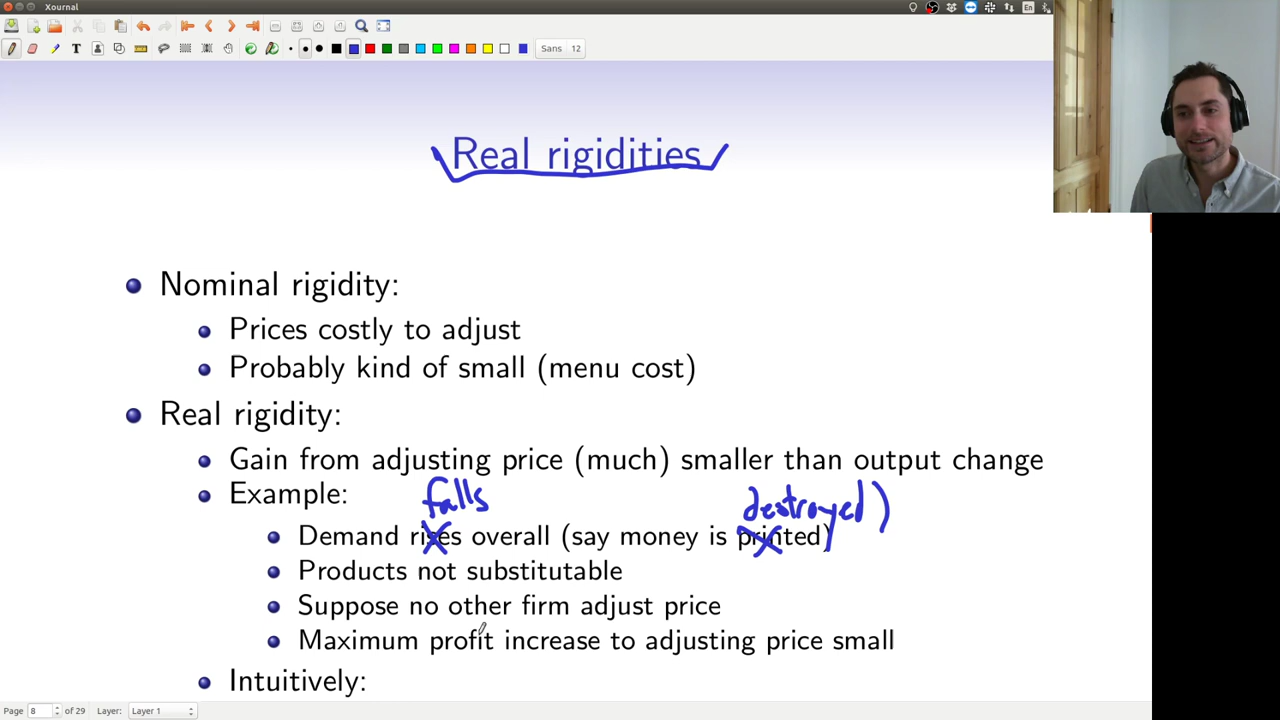 Xournal
En
Sans 12
Real rigidities
Nominal rigidity:
Prices costly to adjust
Probably kind of small (menu cost)
Real rigidity:
Gain from adjusting price (much) smaller than output change
Example:
falls destroyed)
Demand rises overall (say money is printed)
Products not substitutable
Suppose no other firm adjust price
Maximum profit increase to adjusting price small
Intuitively:
Page 8 of 29 Layer: Layer 1